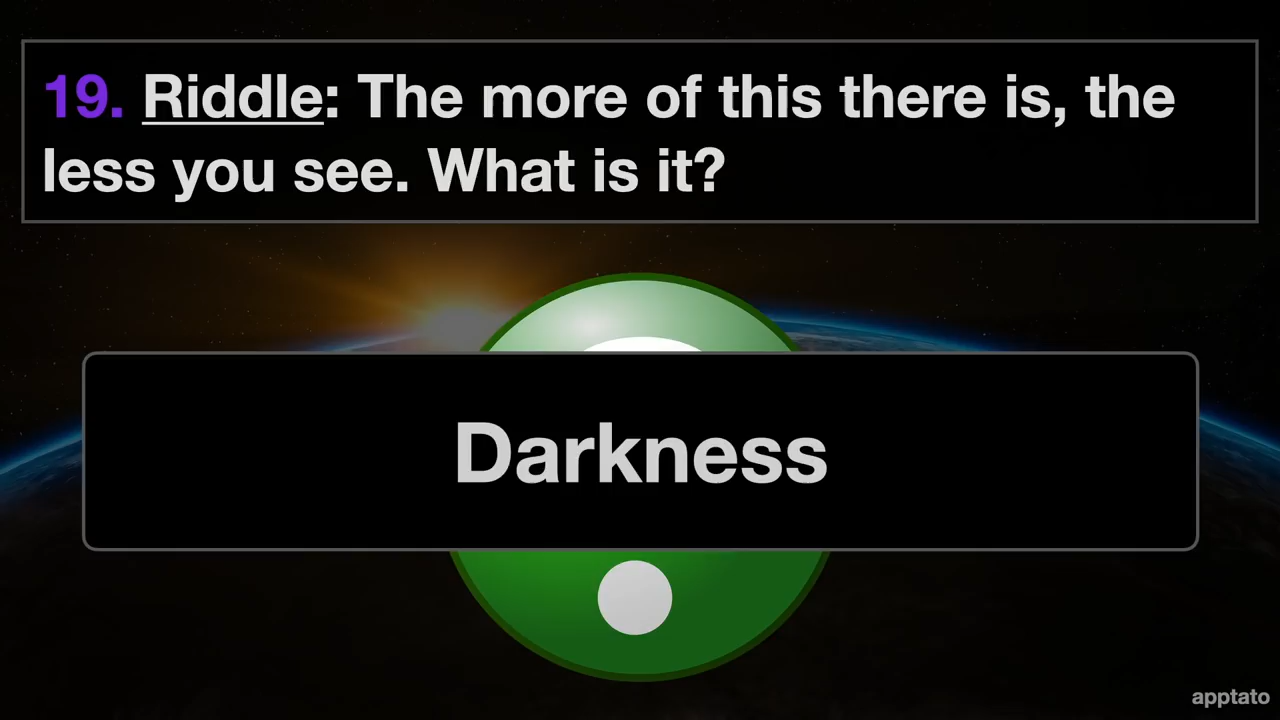 19. Riddle: The more of this there is, the
less you see. What is it?
Darkness
apptato